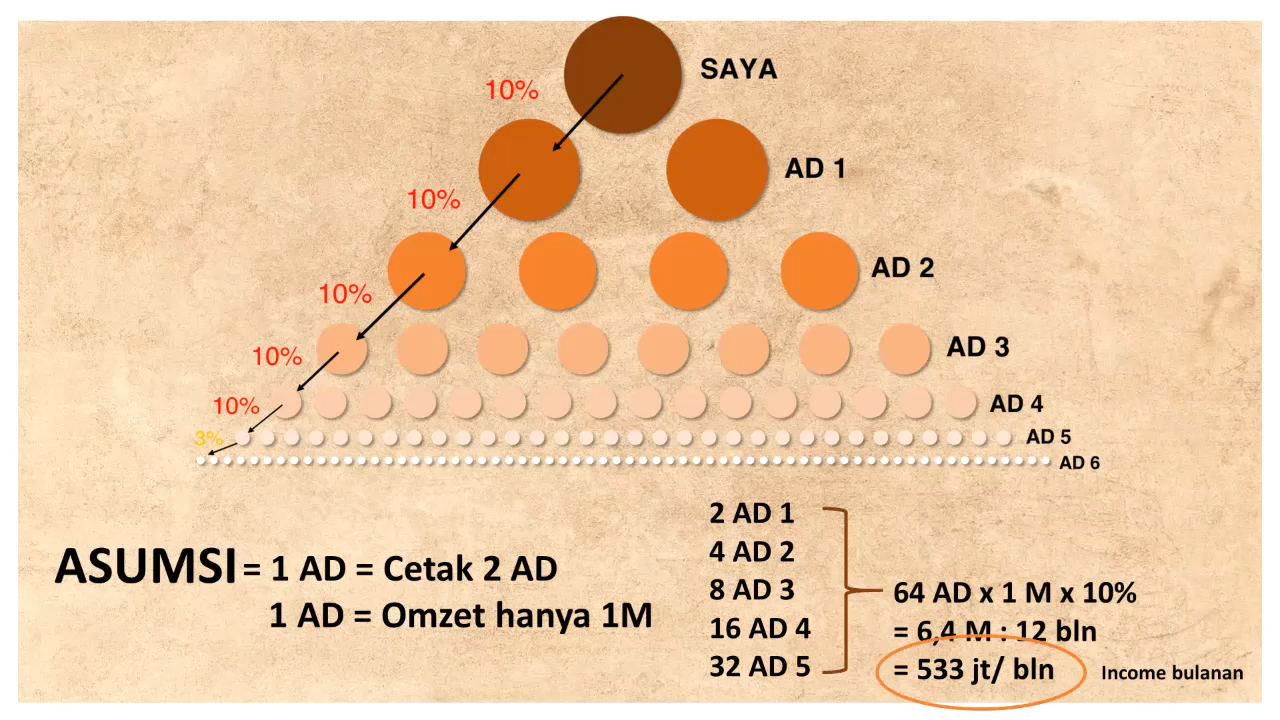 SAYA
10%
AD 1
10%
AD 2
10%
AD 3
10%
AD 4
10%
AD 5
3%
AD 6
ASUMSI = 1 AD = Cetak 2 AD
1 AD = Omzet hanya 1M
2 AD 1
4 AD 2
8 AD 3
16 AD 4
32 AD 5
64 AD x 1 M x 10%
= 6,4 M : 12 bln
= 533 jt/ bln
Income bulanan